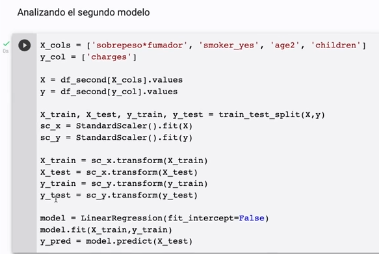 Analizando el segundo modelo
X_cols = ['sobrepeso*fumador', 'smoker_yes', 'age2', 'children']
y_col = ['charges']
X = df_second[X_cols].values
y = df_second[y_col].values
X_train, X_test, y_train, y_test = train_test_split(X,y)
sc_x = StandardScaler().fit(X)
sc_y = StandardScaler().fit(y)
X_train = sc_x.transform(X_train)
X_test = sc_x.transform(X_test)
y_train = sc_y.transform(y_train)
y_test = sc_y.transform(y_test)
model = LinearRegression(fit_intercept=False)
model.fit(X_train,y_train)
y_pred = model.predict(X_test)